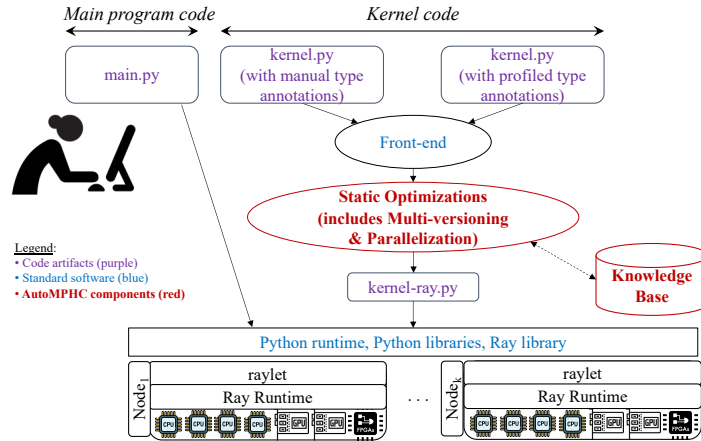 Main program code
Kernel code
main.py
kernel.py
(with manual type
annotations)
kernel.py
(with profiled type
annotations)
Front-end
Static Optimizations
(includes Multi-versioning
& Parallelization)
Legend:
• Code artifacts (purple)
• Standard software (blue)
• AutoMPHC components (red)
Knowledge
Base
kernel-ray.py
Python runtime, Python libraries, Ray library
Node1
raylet
Ray Runtime
CPU
CPU
CPU
CPU
GPU
GPU
FPGAs
. . .
Nodek
raylet
Ray Runtime
CPU
CPU
CPU
CPU
GPU
GPU
FPGAs